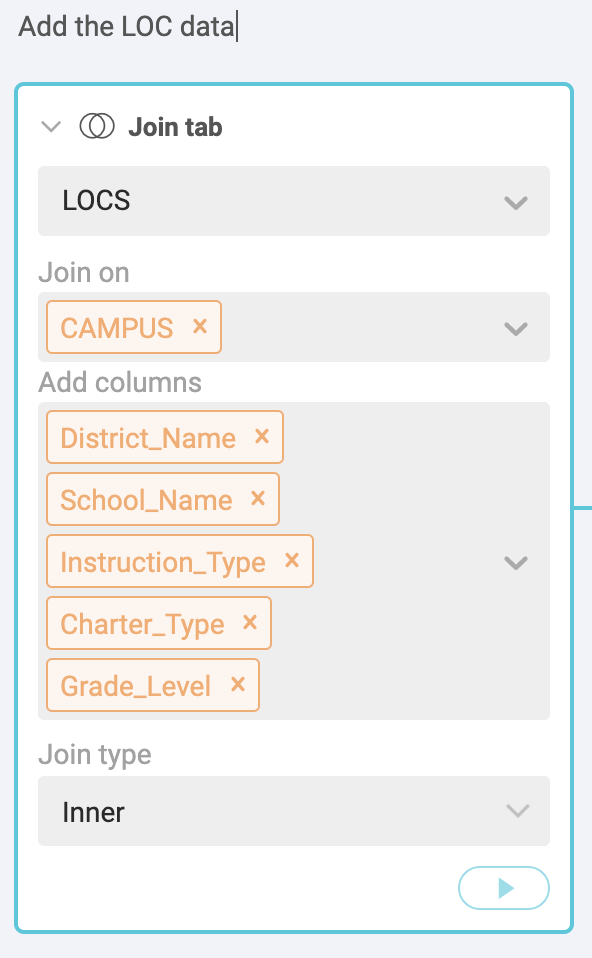 Add the LOC data
Join tab
LOCS
Join on
CAMPUS ×
Add columns
District_Name ×
School_Name ×
Instruction_Type ×
Charter_Type ×
Grade_Level ×
Join type
Inner